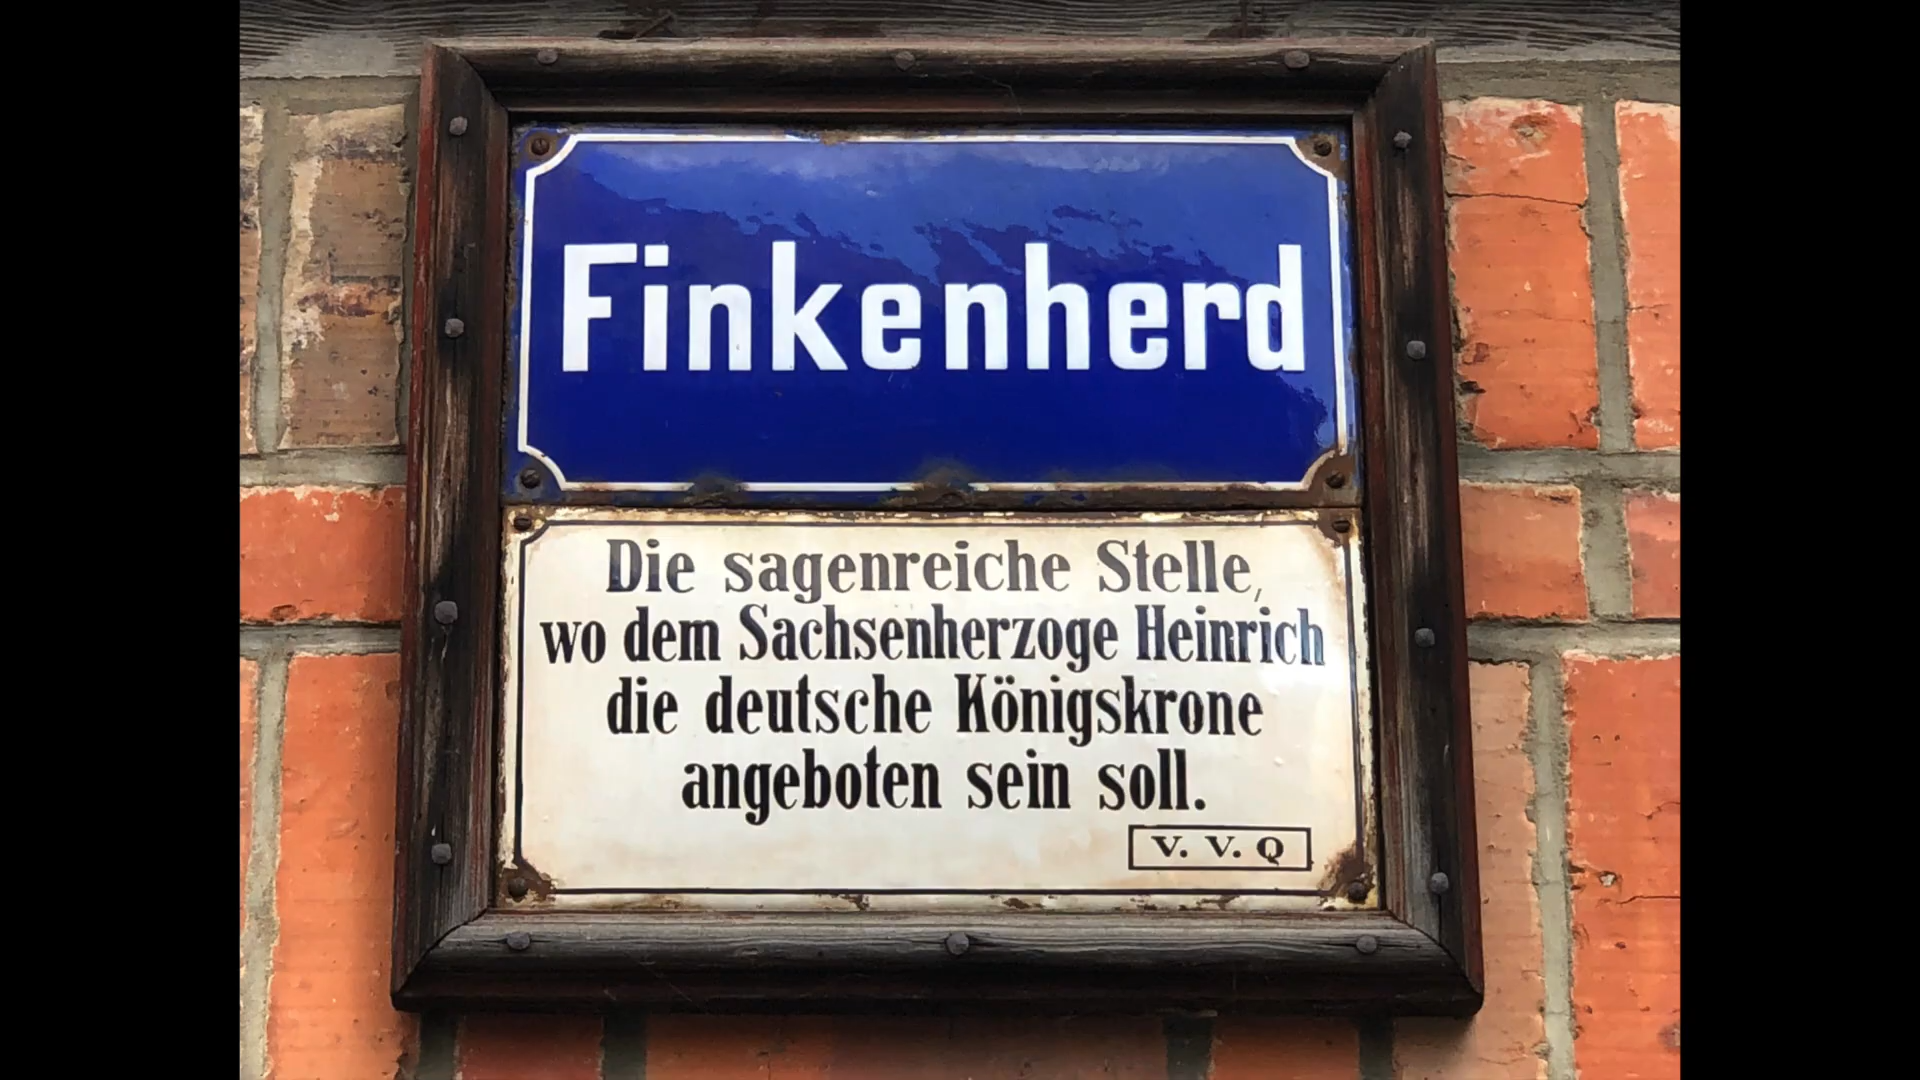 Finkenherd
Die sagenreiche Stelle,
wo dem Sachsenherzoge Heinrich
die deutsche Königskrone
angeboten sein soll.
V. V. Q